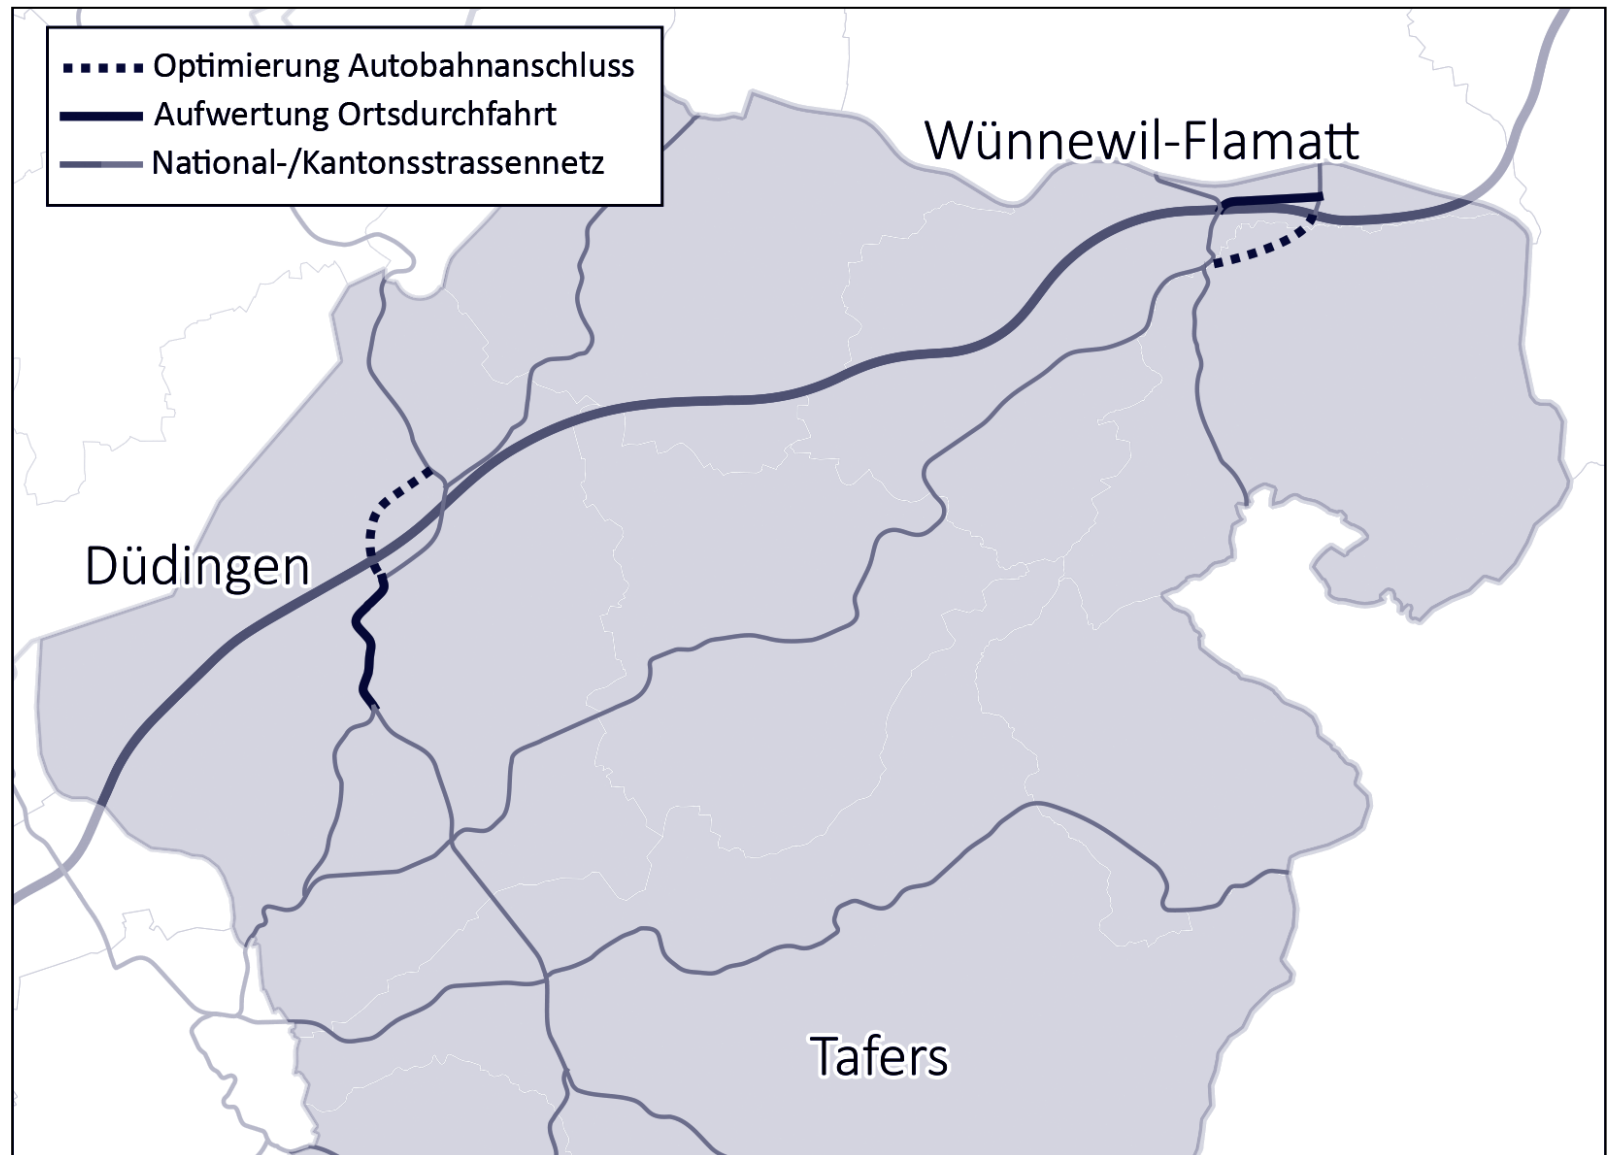 Optimierung Autobahnanschluss
Aufwertung Ortsdurchfahrt
National-/Kantonsstrassennetz
Wünnewil-Flamatt
Düdingen
Tafers